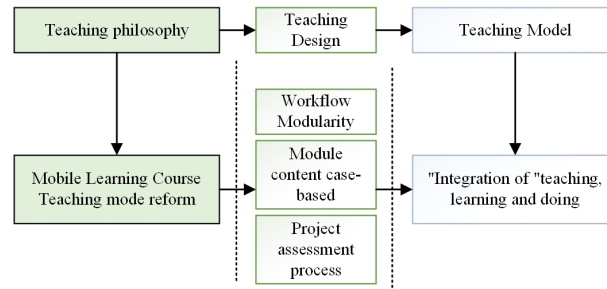 Teaching philosophy
Teaching
Design
Teaching Model
Workflow
Modularity
Mobile Learning Course
Teaching mode reform
Module
content case-
based
"Integration of "teaching,
learning and doing
Project
assessment
process